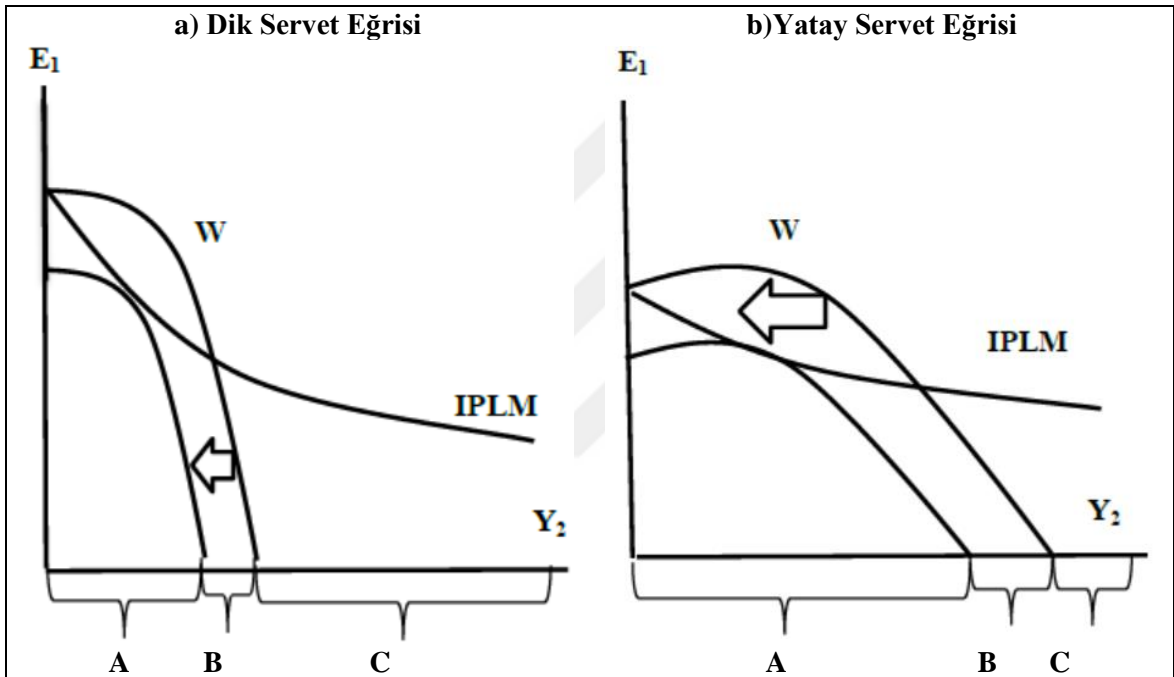 a) Dik Servet Eğrisi
E₁
W
IPLM
Y₂
A B C
b)Yatay Servet Eğrisi
E₁
W
IPLM
Y₂
A B C